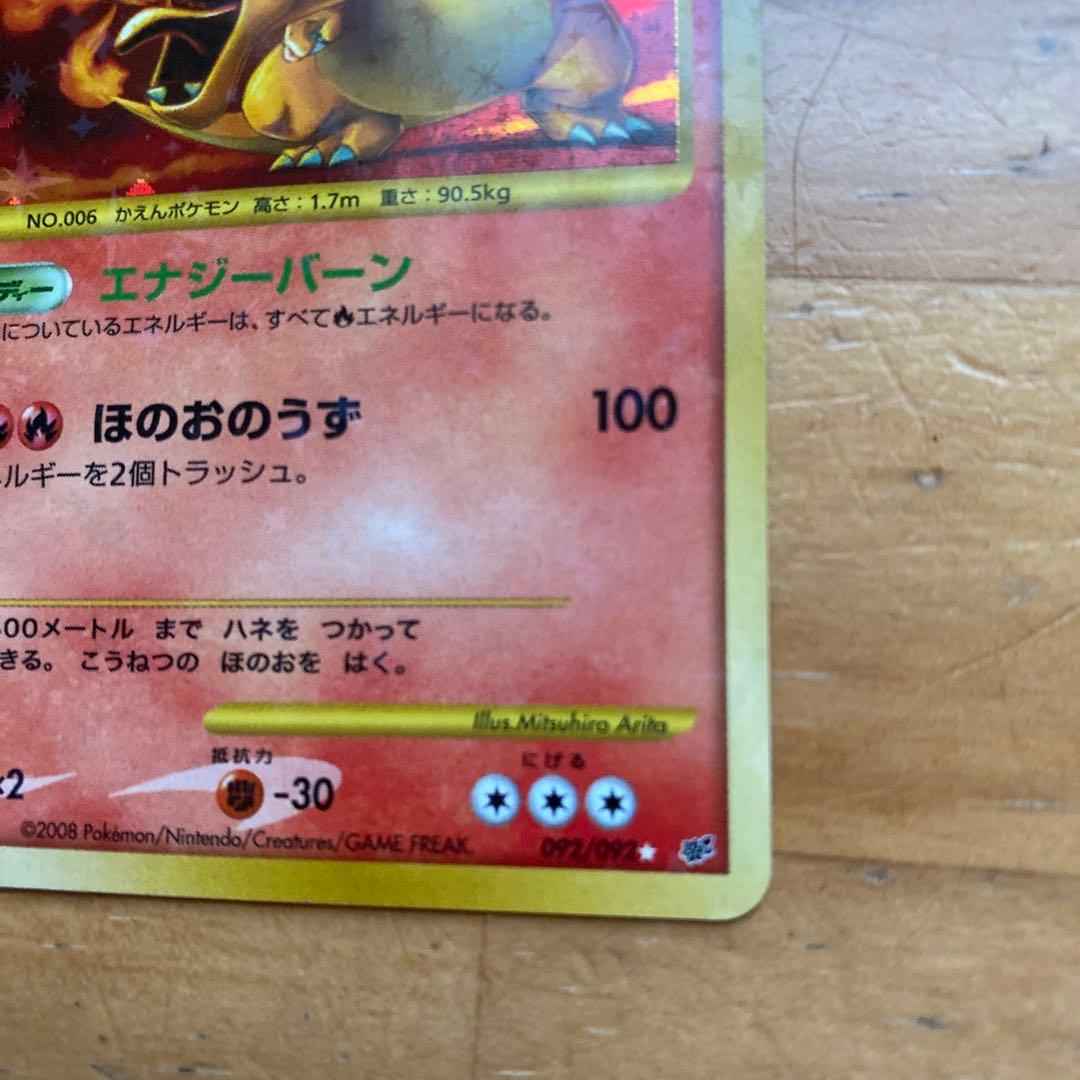 NO.006 かえんポケモン 高さ：1.7m 重さ：90.5kg
ディー エナジーバーン
についているエネルギーは、すべてエネルギーになる。
ほのおのうず 100
ルギーを2個トラッシュ。
00メートル まで ハネを つかって
きる。 こうねつの ほのおを はく。
Illus. Mitsuhiro Arita
抵抗力 にげる
×2 -30
©2008 Pokémon/Nintendo/Creatures/GAME FREAK.
092/092★